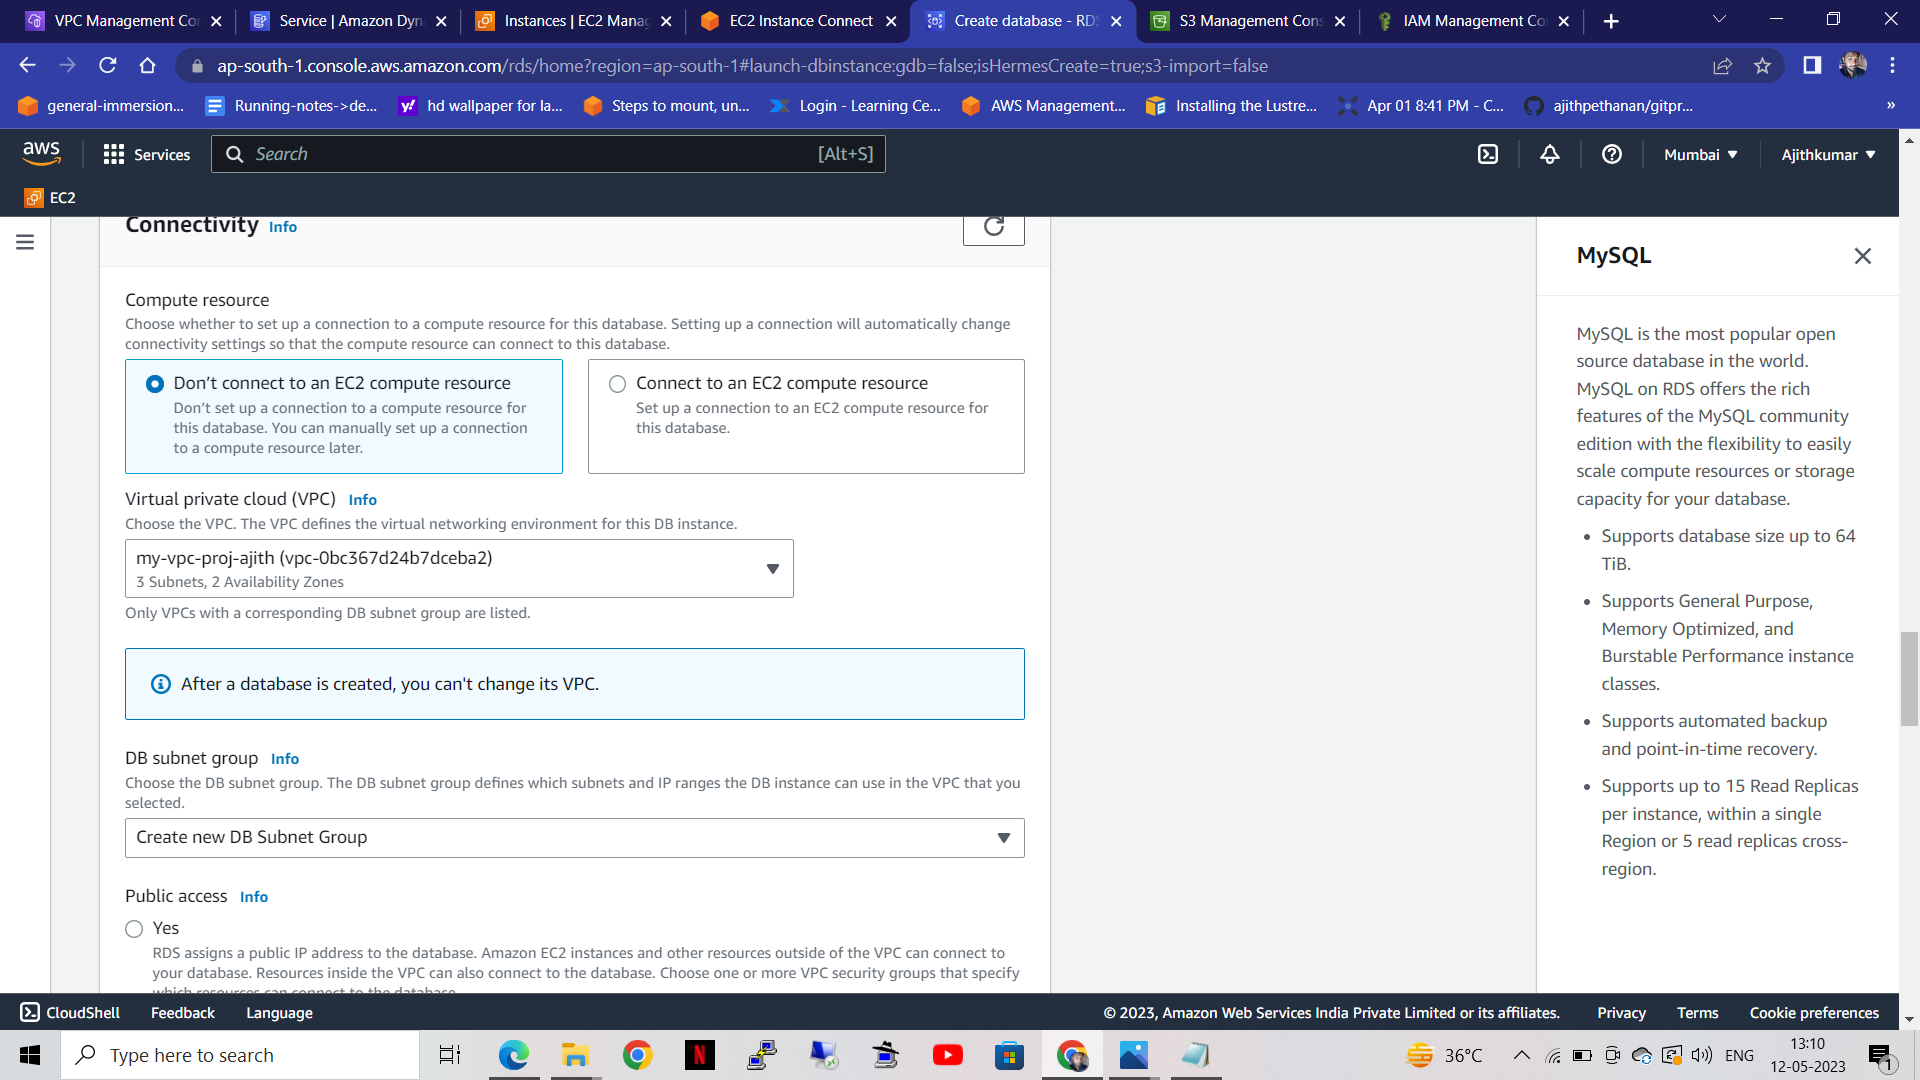 VPC Management Co
Service | Amazon Dyn
Instances | EC2 Manag
EC2 Instance Connect
Create database - RDS
S3 Management Cons
IAM Management Co
ap-south-1.console.aws.amazon.com/rds/home?region=ap-south-1#launch-dbinstance:gdb=false;isHermesCreate=true;s3-import=false
general-immersion...
Running-notes->de...
hd wallpaper for la...
Steps to mount, un...
Login - Learning Ce...
AWS Management...
Installing the Lustre...
Apr 01 8:41 PM - C...
ajithpethanan/gitpr...
»
aws
Services
Search
[Alt+S]
Mumbai
Ajithkumar
EC2
Connectivity Info
Compute resource
Choose whether to set up a connection to a compute resource for this database. Setting up a connection will automatically change
connectivity settings so that the compute resource can connect to this database.
Don't connect to an EC2 compute resource
Don't set up a connection to a compute resource for
this database. You can manually set up a connection
to a compute resource later.
Connect to an EC2 compute resource
Set up a connection to an EC2 compute resource for
this database.
Virtual private cloud (VPC) Info
Choose the VPC. The VPC defines the virtual networking environment for this DB instance.
my-vpc-proj-ajith (vpc-0bc367d24b7dceba2)
3 Subnets, 2 Availability Zones
Only VPCs with a corresponding DB subnet group are listed.
After a database is created, you can't change its VPC.
DB subnet group Info
Choose the DB subnet group. The DB subnet group defines which subnets and IP ranges the DB instance can use in the VPC that you
selected.
Create new DB Subnet Group
Public access Info
Yes
RDS assigns a public IP address to the database. Amazon EC2 instances and other resources outside of the VPC can connect to
your database. Resources inside the VPC can also connect to the database. Choose one or more VPC security groups that specify
which resources can connect to the database.
MySQL
MySQL is the most popular open
source database in the world.
MySQL on RDS offers the rich
features of the MySQL community
edition with the flexibility to easily
scale compute resources or storage
capacity for your database.
• Supports database size up to 64
TiB.
• Supports General Purpose,
Memory Optimized, and
Burstable Performance instance
classes.
• Supports automated backup
and point-in-time recovery.
• Supports up to 15 Read Replicas
per instance, within a single
Region or 5 read replicas cross-
region.
CloudShell
Feedback
Language
© 2023, Amazon Web Services India Private Limited or its affiliates.
Privacy
Terms
Cookie preferences
Type here to search
36°C
ENG
13:10
12-05-2023
1